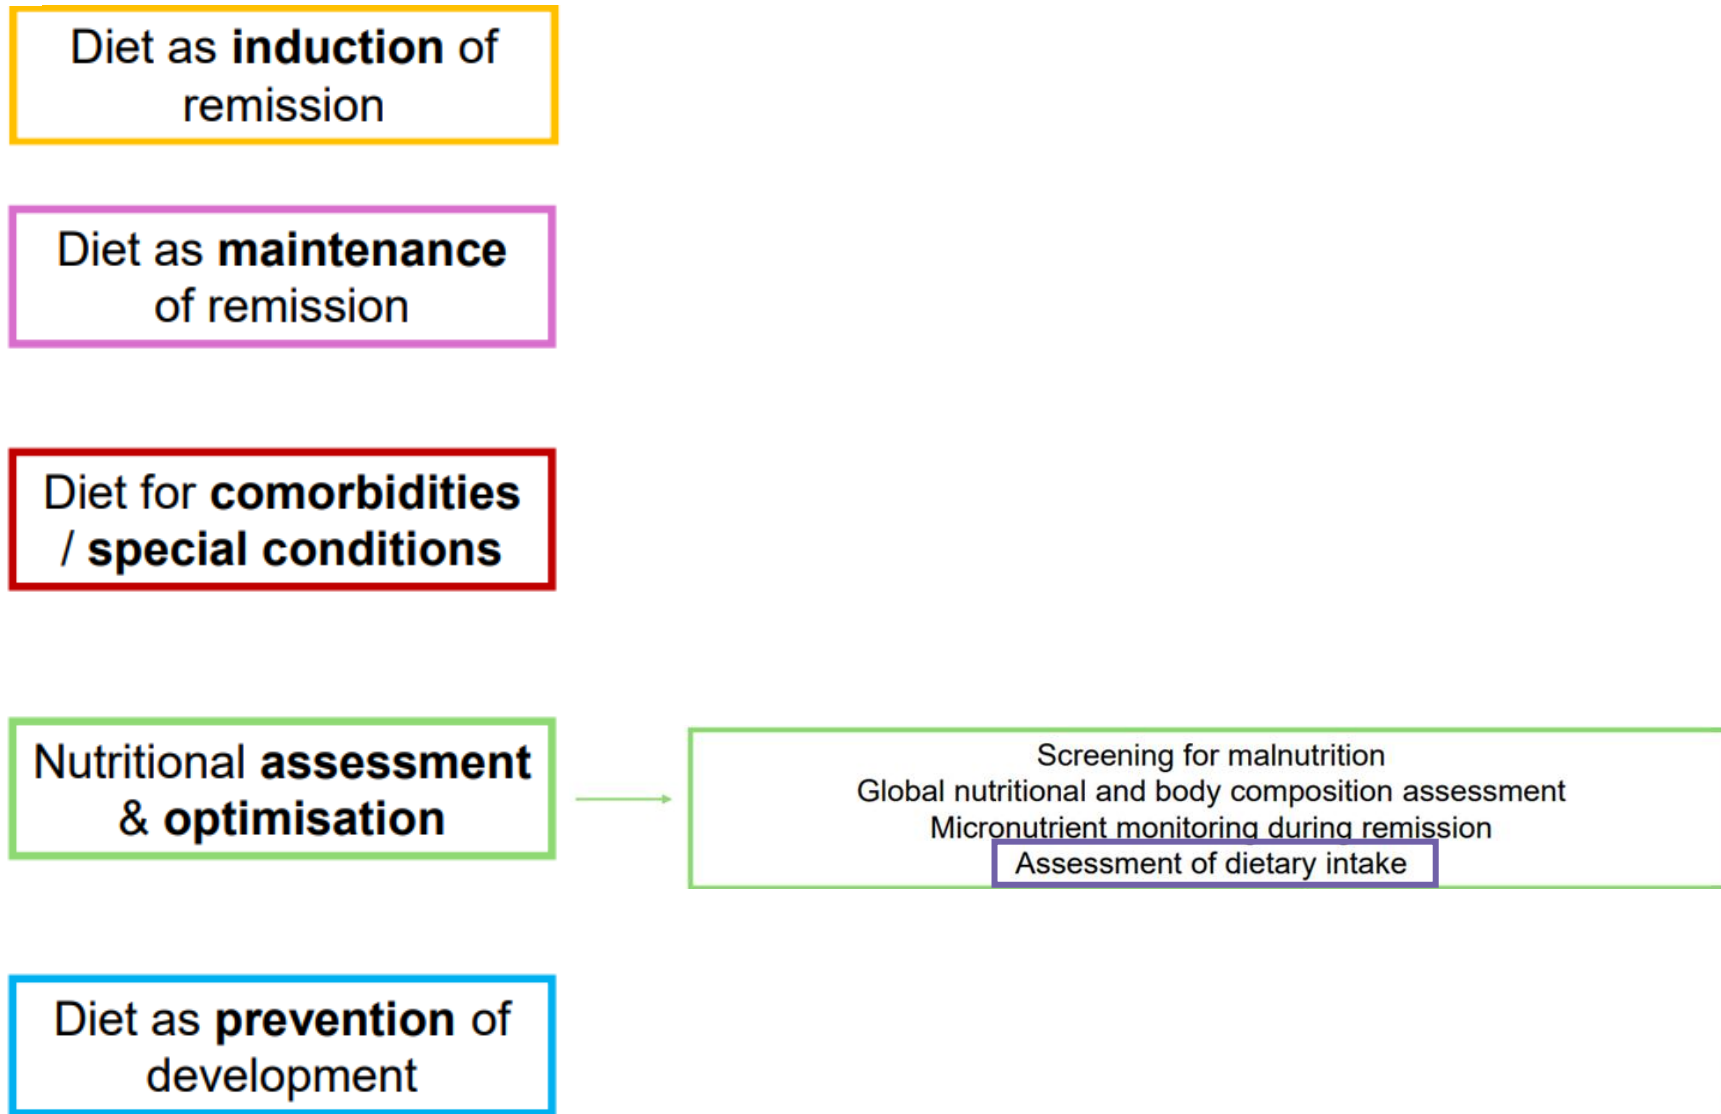 Diet as induction of
remission
Diet as maintenance
of remission
Diet for comorbidities
/ special conditions
Nutritional assessment
& optimisation
Screening for malnutrition
Global nutritional and body composition assessment
Micronutrient monitoring during remission
Assessment of dietary intake
Diet as prevention of
development